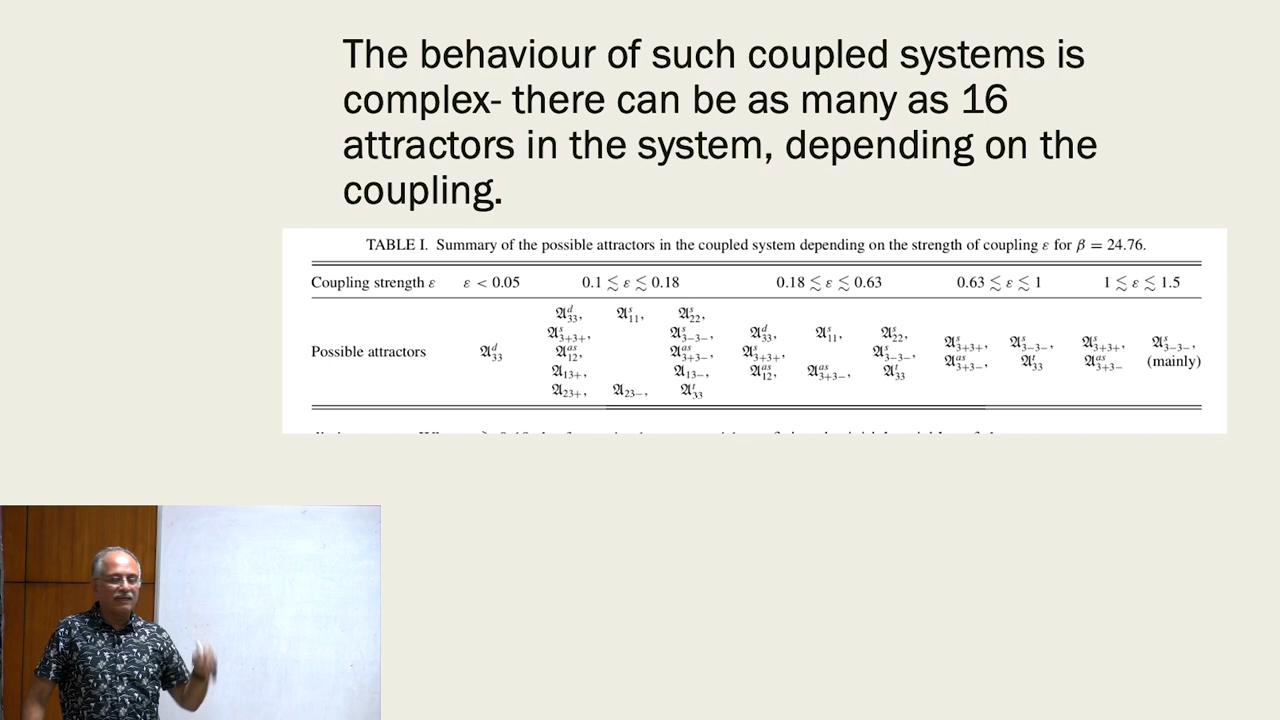 The behaviour of such coupled systems is
complex- there can be as many as 16
attractors in the system, depending on the
coupling.
TABLE I. Summary of the possible attractors in the coupled system depending on the strength of coupling ε for β = 24.76.
Coupling strength ε ε < 0.05 0.1 ≲ ε ≲ 0.18 0.18 ≲ ε ≲ 0.63 0.63 ≲ ε ≲ 1 1 ≲ ε ≲ 1.5
𝔄^d_33, 𝔄^s_11, 𝔄^s_22,
𝔄^s_3+3+, 𝔄^s_3−3−, 𝔄^d_33, 𝔄^s_11, 𝔄^s_22, 𝔄^s_3+3+, 𝔄^s_3−3−, 𝔄^s_3+3+, 𝔄^s_3−3−,
Possible attractors 𝔄^d_33 𝔄^as_12, 𝔄^as_3+3−, 𝔄^s_3+3+, 𝔄^s_3−3−, 𝔄^as_3+3−, 𝔄^t_33 𝔄^as_3+3− (mainly)
𝔄_13+, 𝔄_13−, 𝔄^as_12, 𝔄^as_3+3−, 𝔄^t_33
𝔄_23+, 𝔄_23−, 𝔄^t_33